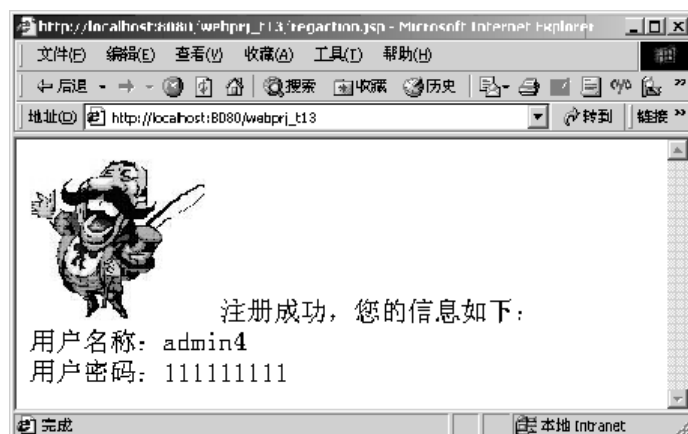 http://localhost:8080/webprj_t13/regaction.jsp - Microsoft Internet Explorer
文件(F) 编辑(E) 查看(V) 收藏(A) 工具(T) 帮助(H)
后退 搜索 收藏 历史
地址(D) http://localhost:8080/webprj_t13 转到 链接
注册成功，您的信息如下：
用户名称：admin4
用户密码：111111111
完成 本地 Intranet